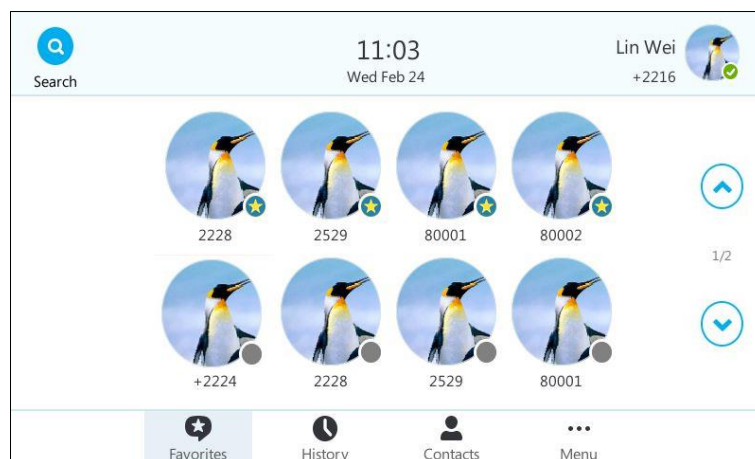 11:03
Lin Wei
Search
Wed Feb 24
+2216
2228 2529 80001 80002
1/2
+2224 2228 2529 80001
Favorites History Contacts Menu